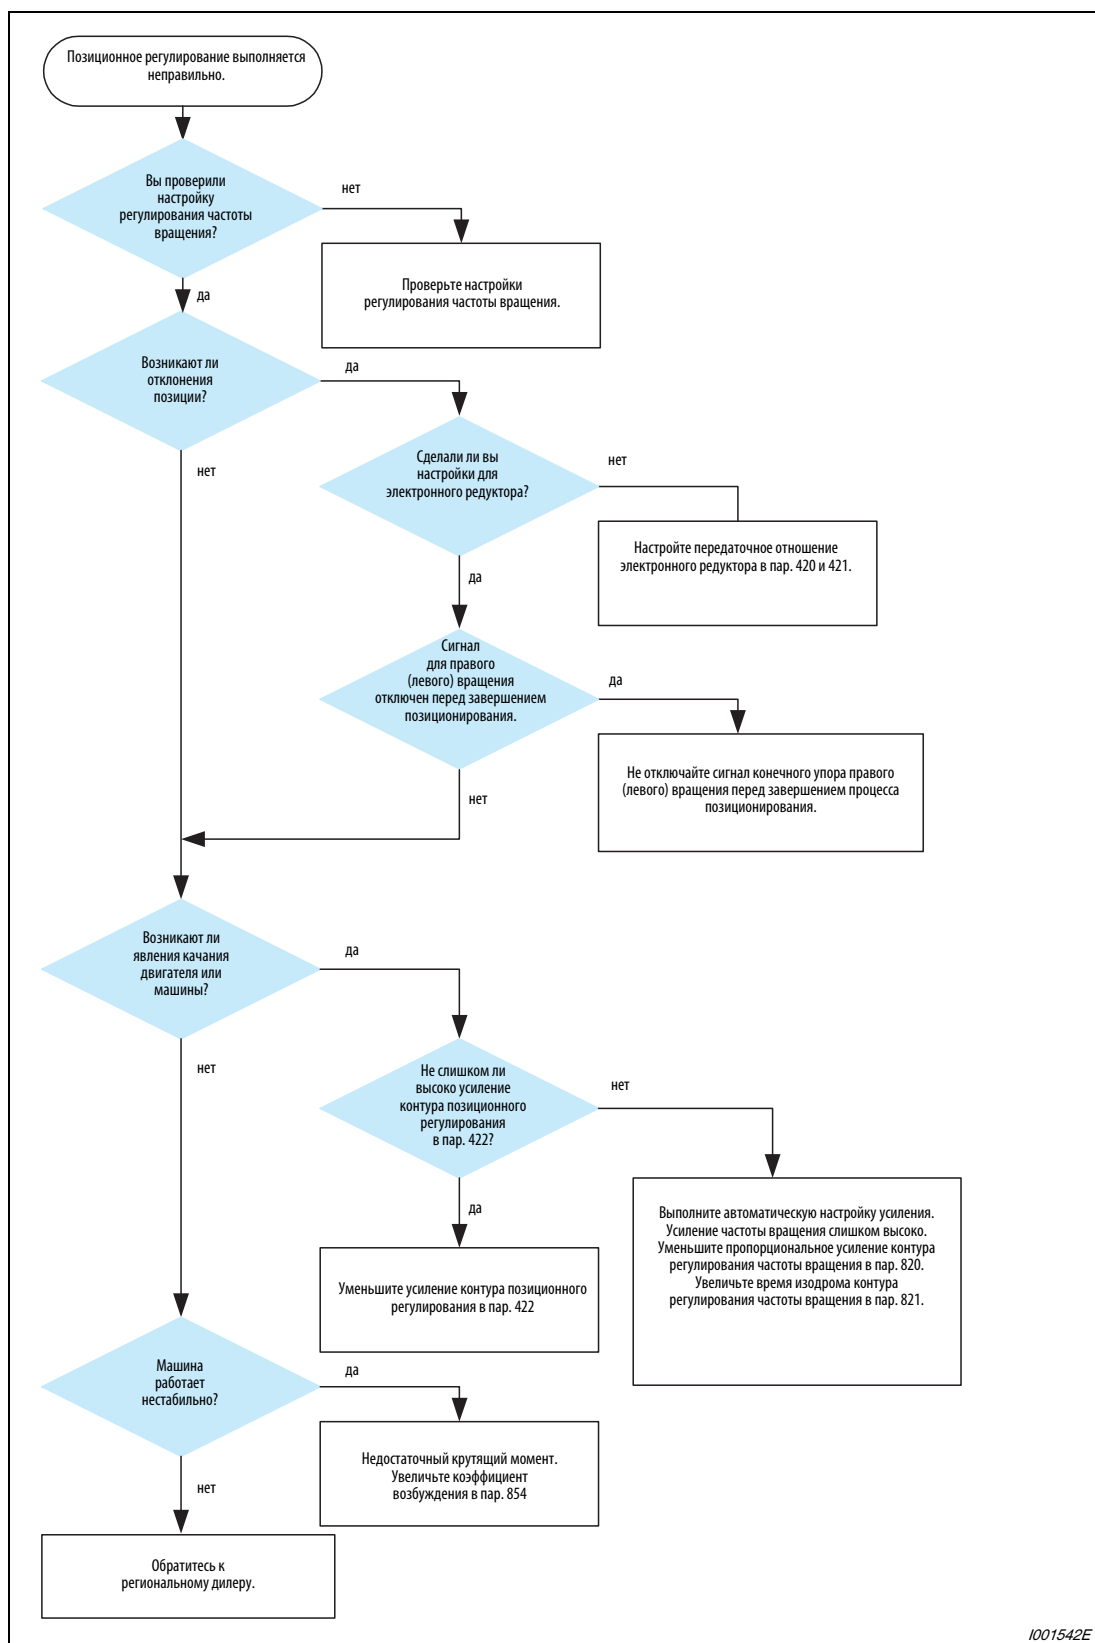 Позиционное регулирование выполняется
неправильно.
Вы проверили
настройку
регулирования частоты
вращения?
нет
Проверьте настройки
регулирования частоты вращения.
да
Возникают ли
отклонения
позиции?
да
нет
Сделали ли вы
настройки для
электронного редуктора?
нет
Настройте передаточное отношение
электронного редуктора в пар. 420 и 421.
да
Сигнал
для правого
(левого) вращения
отключен перед завершением
позиционирования.
да
Не отключайте сигнал конечного упора правого
(левого) вращения перед завершением процесса
позиционирования.
нет
Возникают ли
явления качания
двигателя или
машины?
да
нет
Не слишком ли
высоко усиление
контура позиционного
регулирования
в пар. 422?
нет
Выполните автоматическую настройку усиления.
Усиление частоты вращения слишком высоко.
Уменьшите пропорциональное усиление контура
регулирования частоты вращения в пар. 820.
Увеличьте время изодрома контура
регулирования частоты вращения в пар. 821.
да
Уменьшите усиление контура позиционного
регулирования в пар. 422
Машина
работает
нестабильно?
да
Недостаточный крутящий момент.
Увеличьте коэффициент
возбуждения в пар. 854
нет
Обратитесь к
региональному дилеру.
I001542E